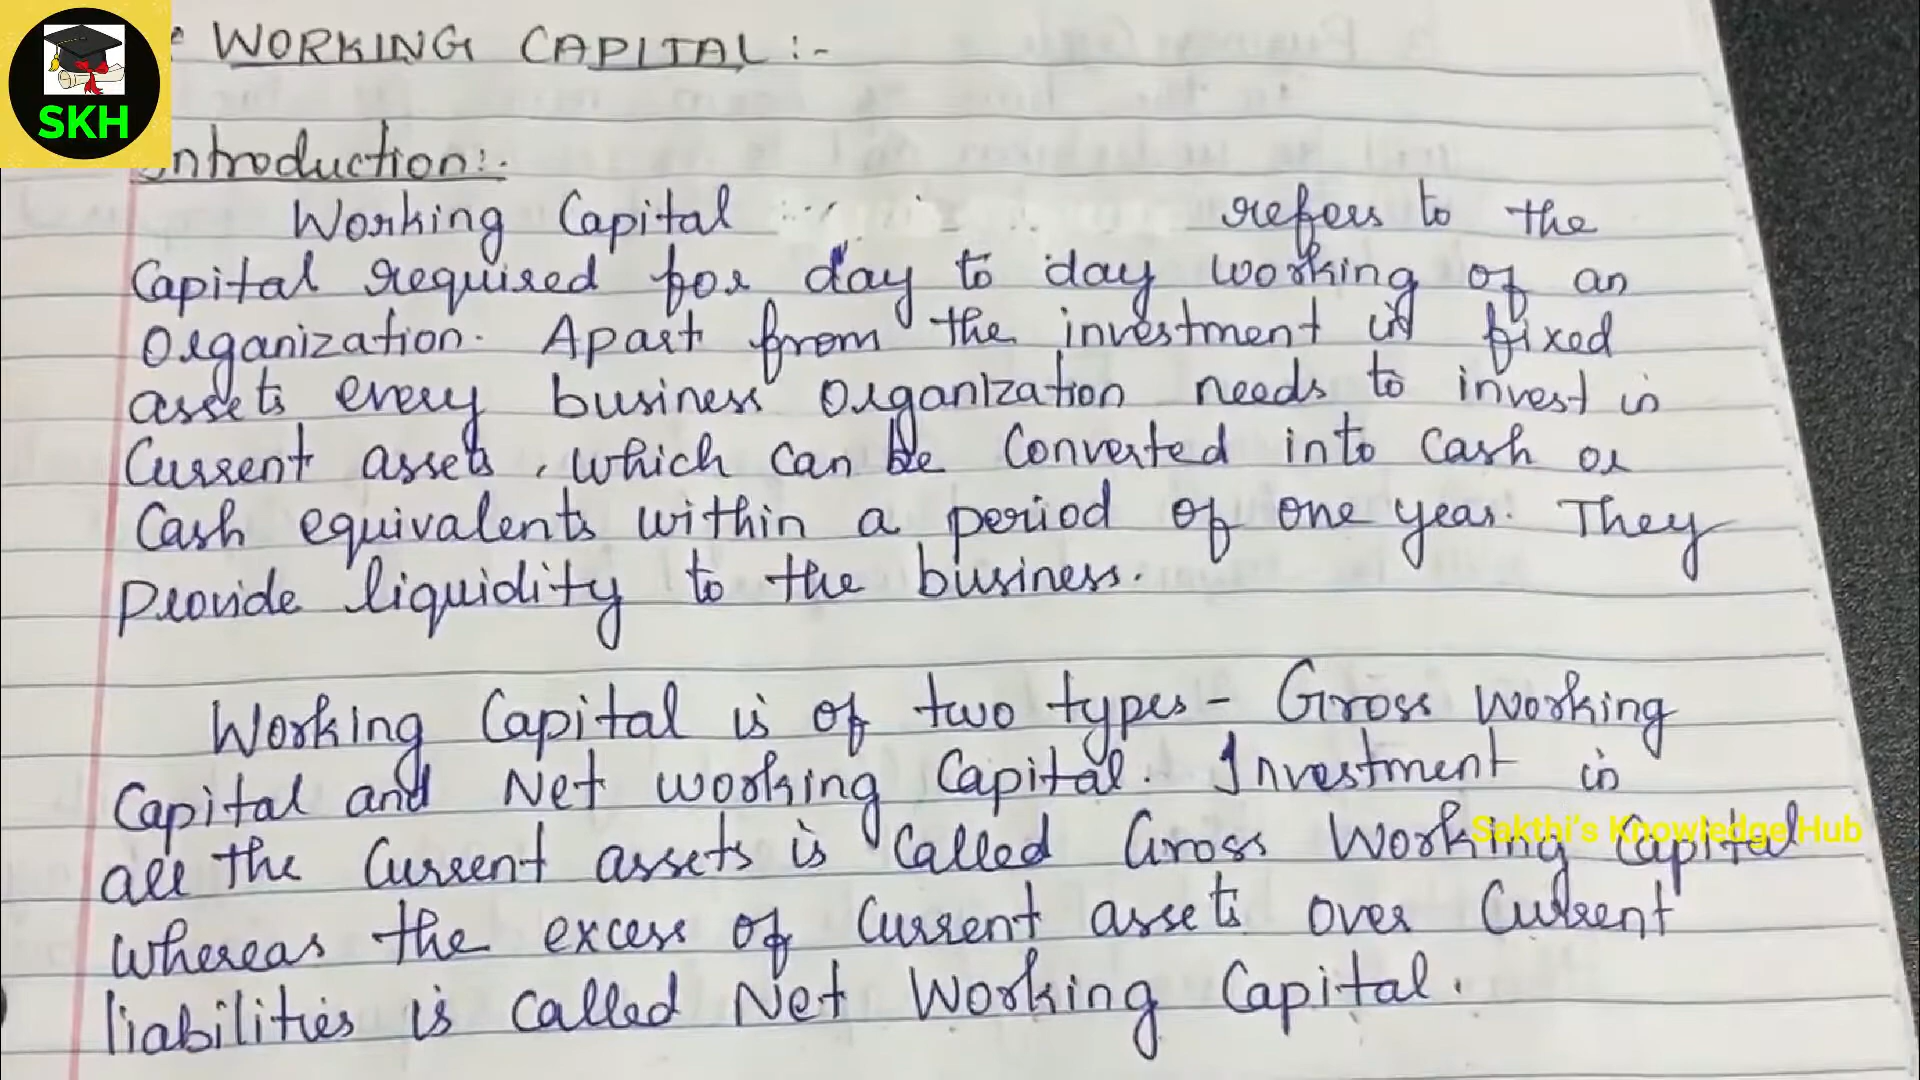 WORKING CAPITAL :-
SKH
Introduction:-
Working Capital refers to the
Capital required for day to day working of an
Organization. Apart from the investment in fixed
assets every business organization needs to invest in
Current assets, which can be converted into cash or
Cash equivalents within a period of one year. They
Provide liquidity to the business.
Working Capital is of two types - Gross Working
Capital and Net working Capital. Investment in
all the Current assets is called Gross Working Capital
Sakthi's Knowledge Hub
whereas the excess of Current assets over Current
liabilities is called Net Working Capital.